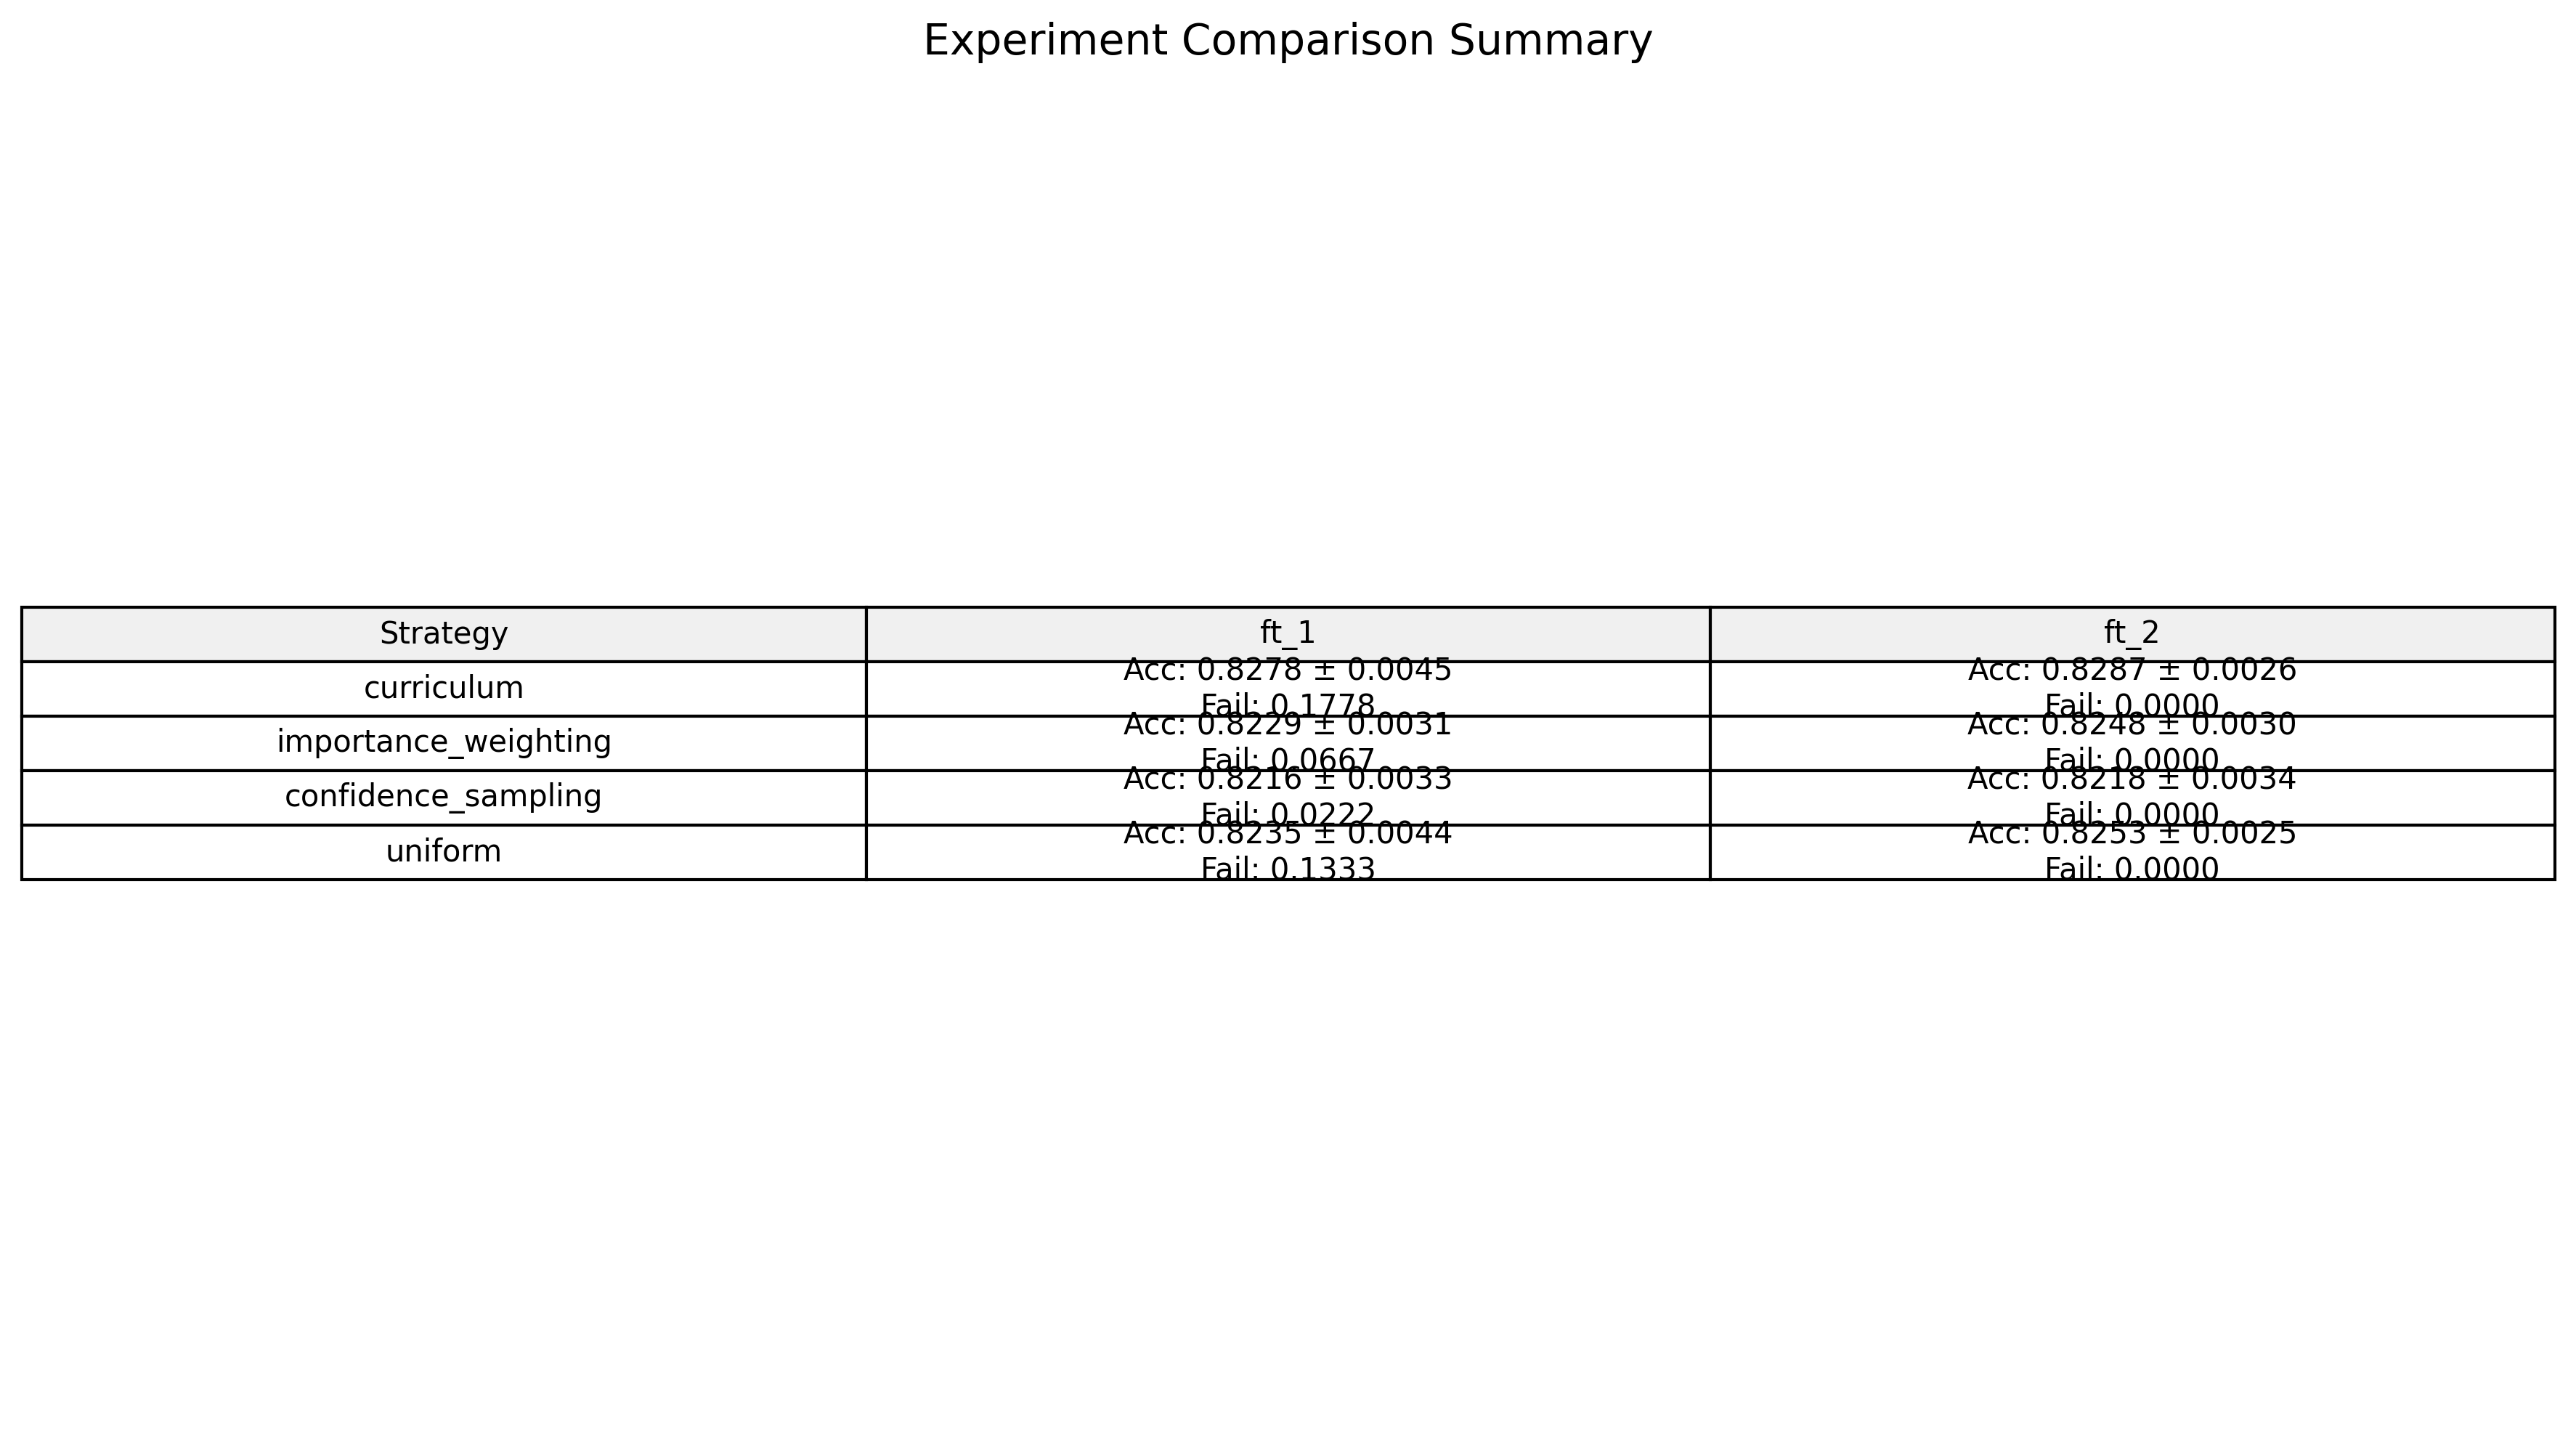 Experiment Comparison Summary
Strategy ft_1 ft_2
curriculum
Acc: 0.8278 ± 0.0045
Fail: 0.1778
Acc: 0.8287 ± 0.0026
Fail: 0.0000
importance_weighting
Acc: 0.8229 ± 0.0031
Fail: 0.0667
Acc: 0.8248 ± 0.0030
Fail: 0.0000
confidence_sampling
Acc: 0.8216 ± 0.0033
Fail: 0.0222
Acc: 0.8218 ± 0.0034
Fail: 0.0000
uniform
Acc: 0.8235 ± 0.0044
Fail: 0.1333
Acc: 0.8253 ± 0.0025
Fail: 0.0000